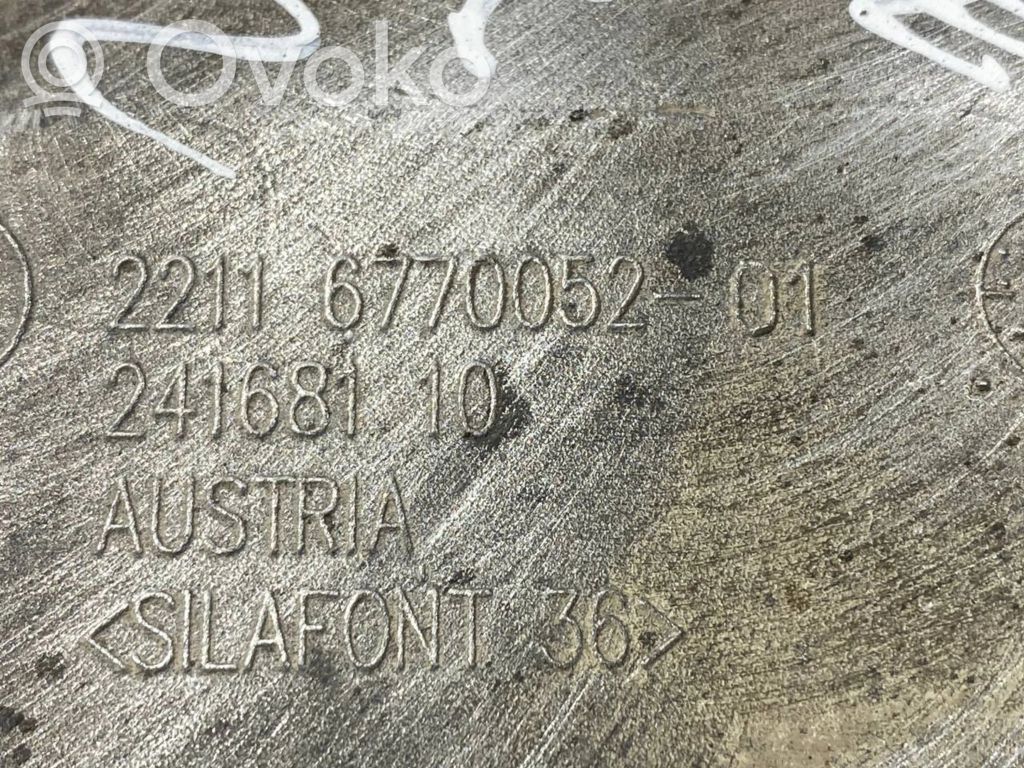 Ovoko
2211 6770052-01
241681 10
AUSTRIA
<SILAFONT 36>